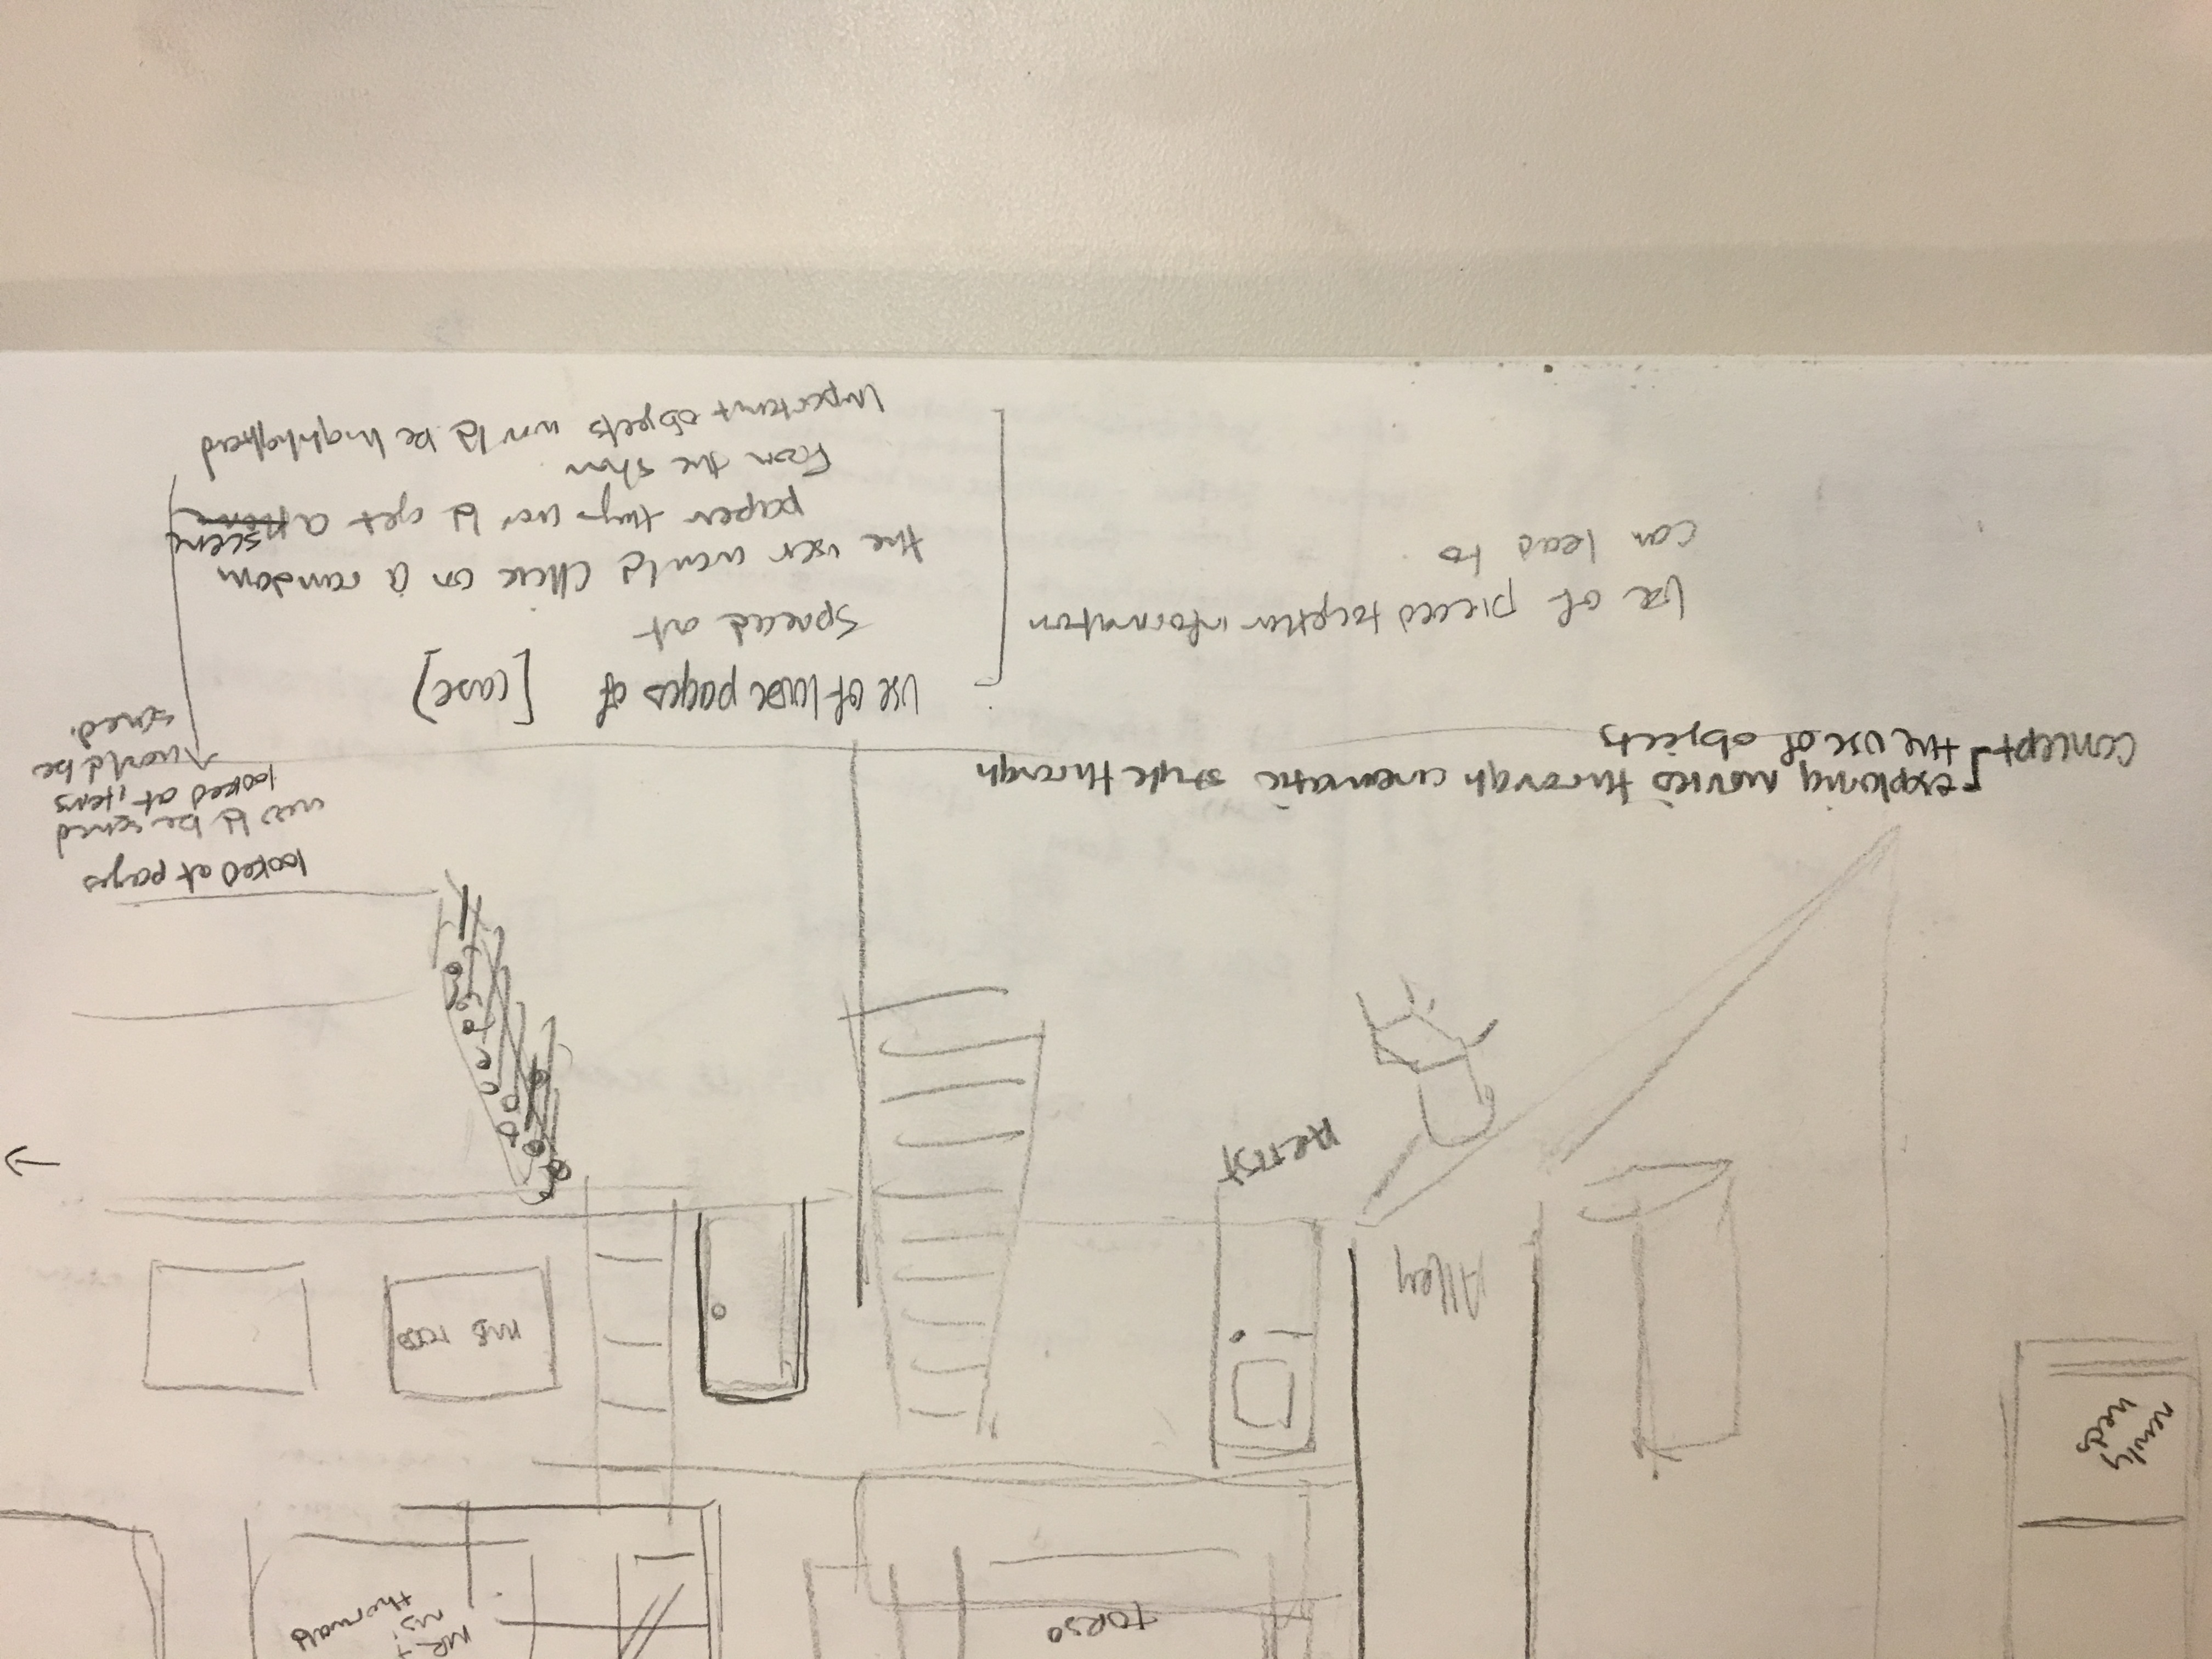 TORSO
MR +
MS.
thorwald
newly
weds
Alley
MS TORSO
ARTIST
→
looked at pages
would be saved
looked at items
would be
saved.
concept
exploring movies through cinematic style through
the use of objects
use of loose pages of [case]
Spread out
the user would click on a random
paper they would get a scene
From the show
Important objects would be highlighted
of pieced together information
can lead to